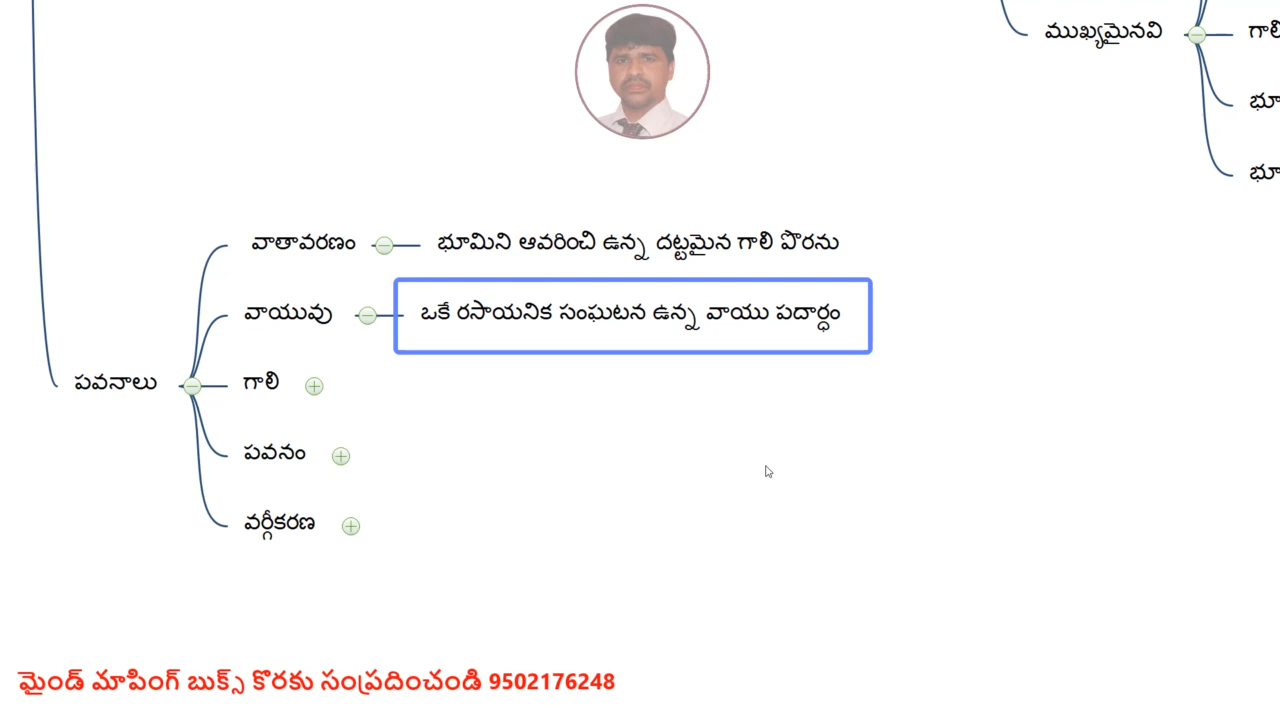 ముఖ్యమైనవి
గాలి
భూ
భూ
వాతావరణం
భూమిని ఆవరించి ఉన్న దట్టమైన గాలి పొరను
వాయువు
ఒకే రసాయనిక సంఘటన ఉన్న వాయు పదార్ధం
పవనాలు
గాలి
పవనం
వర్గీకరణ
మైండ్ మాపింగ్ బుక్స్ కొరకు సంప్రదించండి 9502176248